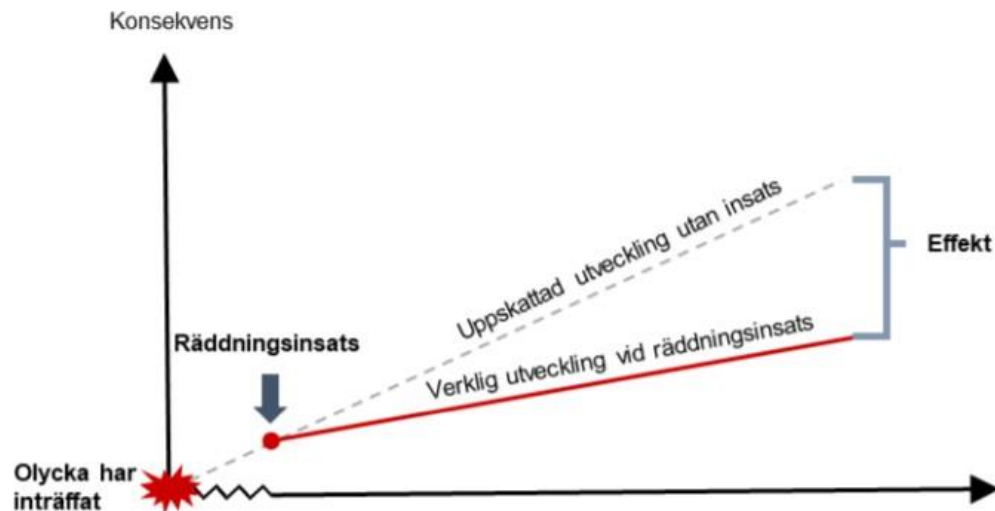 Konsekvens
Uppskattad utveckling utan insats
Effekt
Räddningsinsats
Verklig utveckling vid räddningsinsats
Olycka har
inträffat